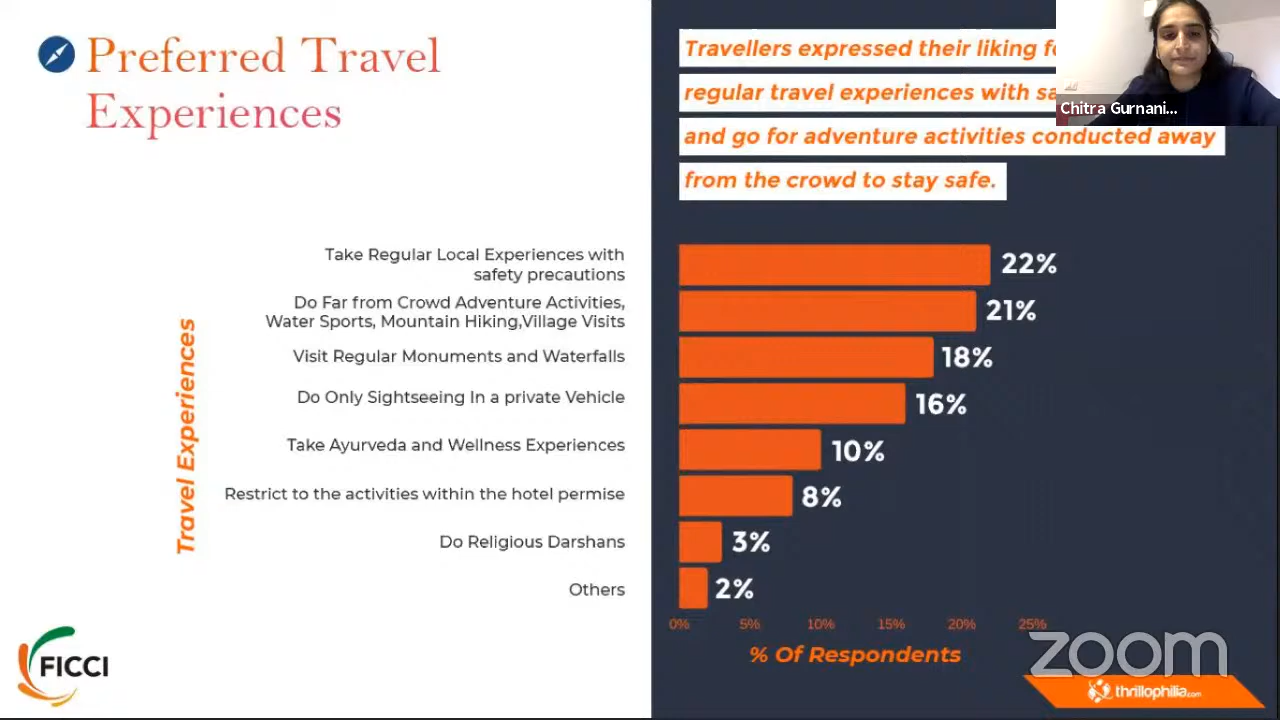 Preferred Travel
Experiences
Travellers expressed their liking
regular travel experiences with
and go for adventure activities conducted away
from the crowd to stay safe.
Chitra Gurnani...
Travel Experiences
Take Regular Local Experiences with
safety precautions
22%
Do Far from Crowd Adventure Activities,
Water Sports, Mountain Hiking,Village Visits
21%
Visit Regular Monuments and Waterfalls
18%
Do Only Sightseeing In a private Vehicle
16%
Take Ayurveda and Wellness Experiences
10%
Restrict to the activities within the hotel permise
8%
Do Religious Darshans
3%
Others
2%
0% 5% 10% 15% 20% 25%
% Of Respondents
FICCI
zoom
thrillophilia.com